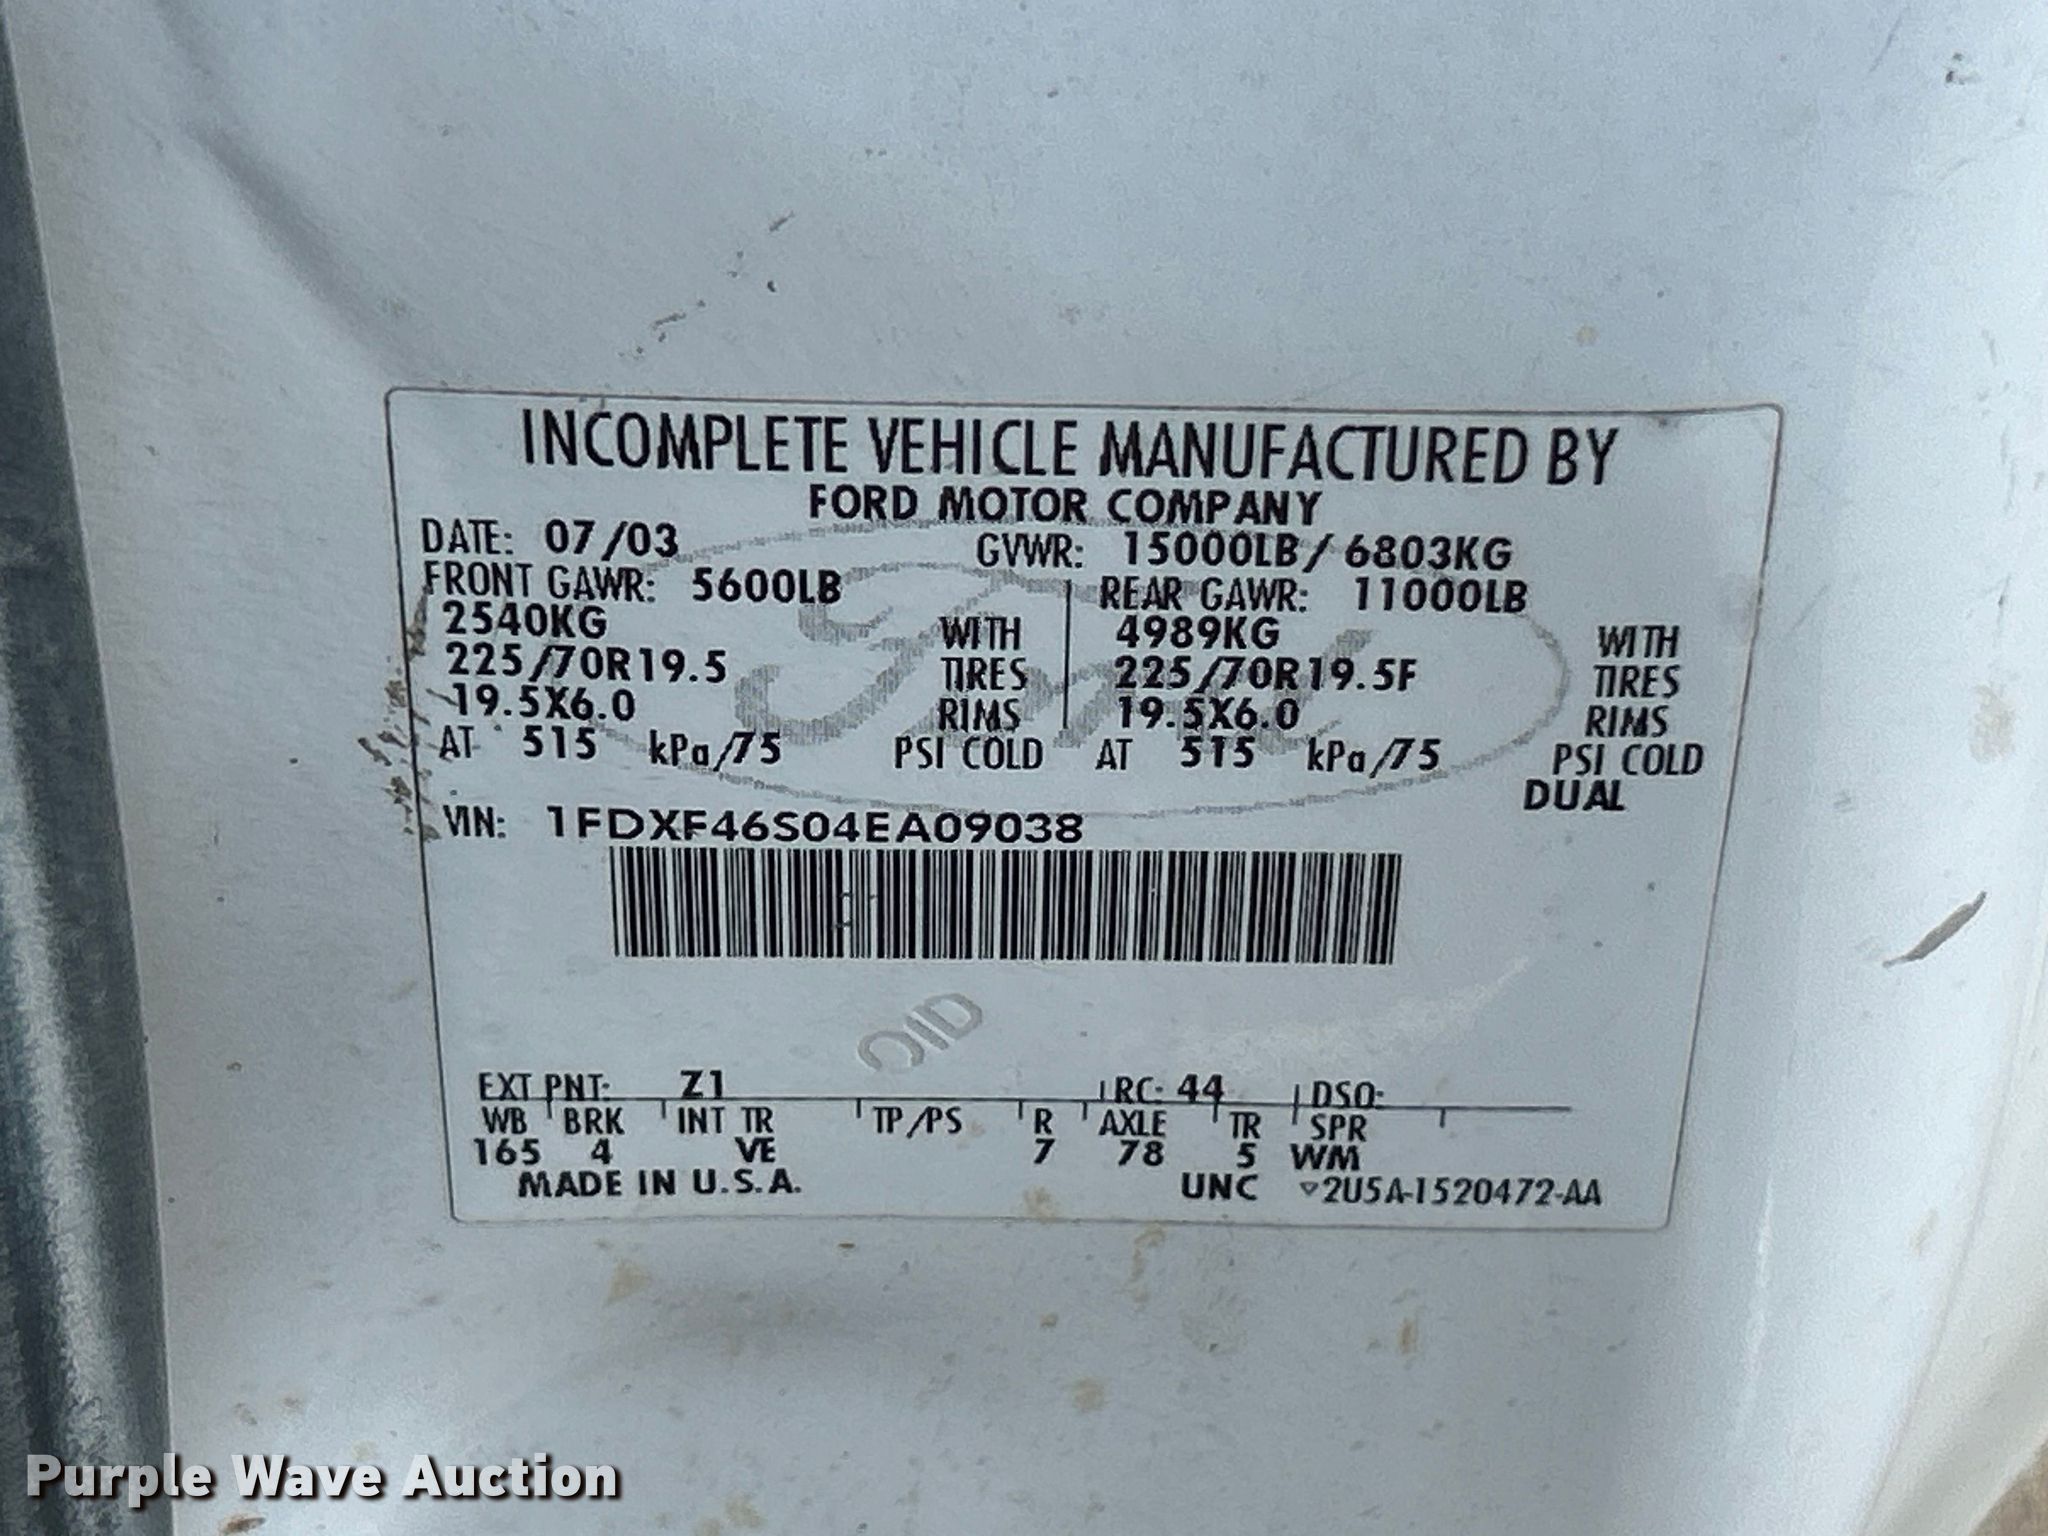 INCOMPLETE VEHICLE MANUFACTURED BY
FORD MOTOR COMPANY
DATE: 07/03 GVWR: 15000LB/ 6803KG
FRONT GAWR: 5600LB REAR GAWR: 11000LB
2540KG WITH 4989KG WITH
225/70R19.5 TIRES 225/70R19.5F TIRES
19.5X6.0 RIMS 19.5X6.0 RIMS
AT 515 kPa/75 PSI COLD AT 515 kPa/75 PSI COLD
DUAL
VIN: 1FDXF46S04EA09038
Ford
EXT PNT: Z1 RC: 44 DSO:
WB BRK INT TR TP/PS R AXLE TR SPR
165 4 VE 7 78 5 WM
MADE IN U.S.A. UNC 2U5A-1520472-AA
Purple Wave Auction